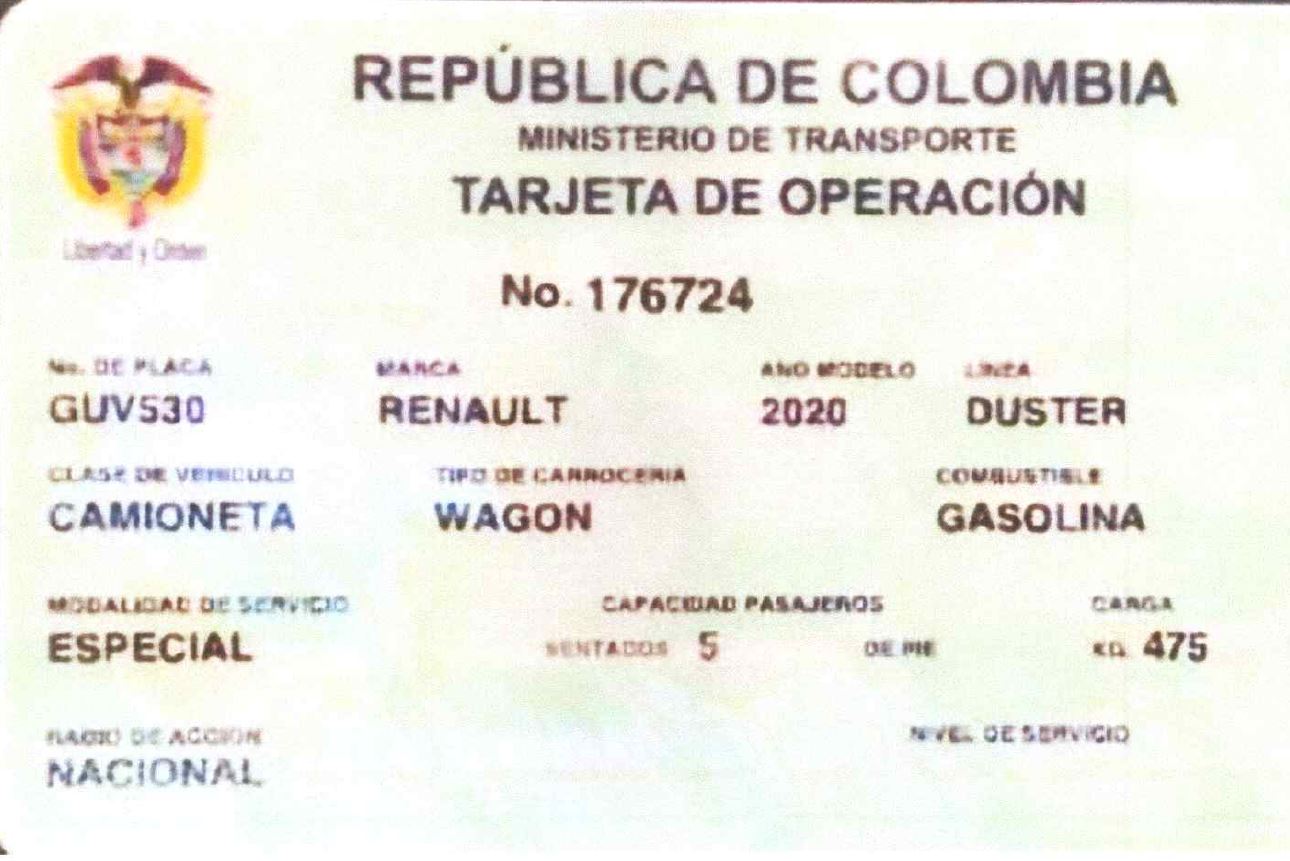 REPÚBLICA DE COLOMBIA
MINISTERIO DE TRANSPORTE
TARJETA DE OPERACIÓN
Libertad y Orden
No. 176724
No. DE PLACA MARCA AÑO MODELO LINEA
GUV530 RENAULT 2020 DUSTER
CLASE DE VEHICULO TIPO DE CARROCERIA COMBUSTIBLE
CAMIONETA WAGON GASOLINA
MODALIDAD DE SERVICIO CAPACIDAD PASAJEROS CARGA
ESPECIAL SENTADOS 5 DE PIE KG. 475
RADIO DE ACCION NIVEL DE SERVICIO
NACIONAL